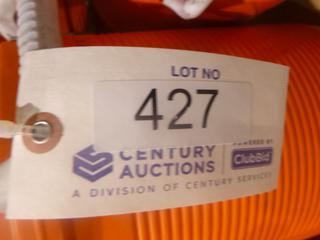 LOT NO
427
CENTURY
AUCTIONS
POWERED BY
ClubBid
A DIVISION OF CENTURY SERVICES